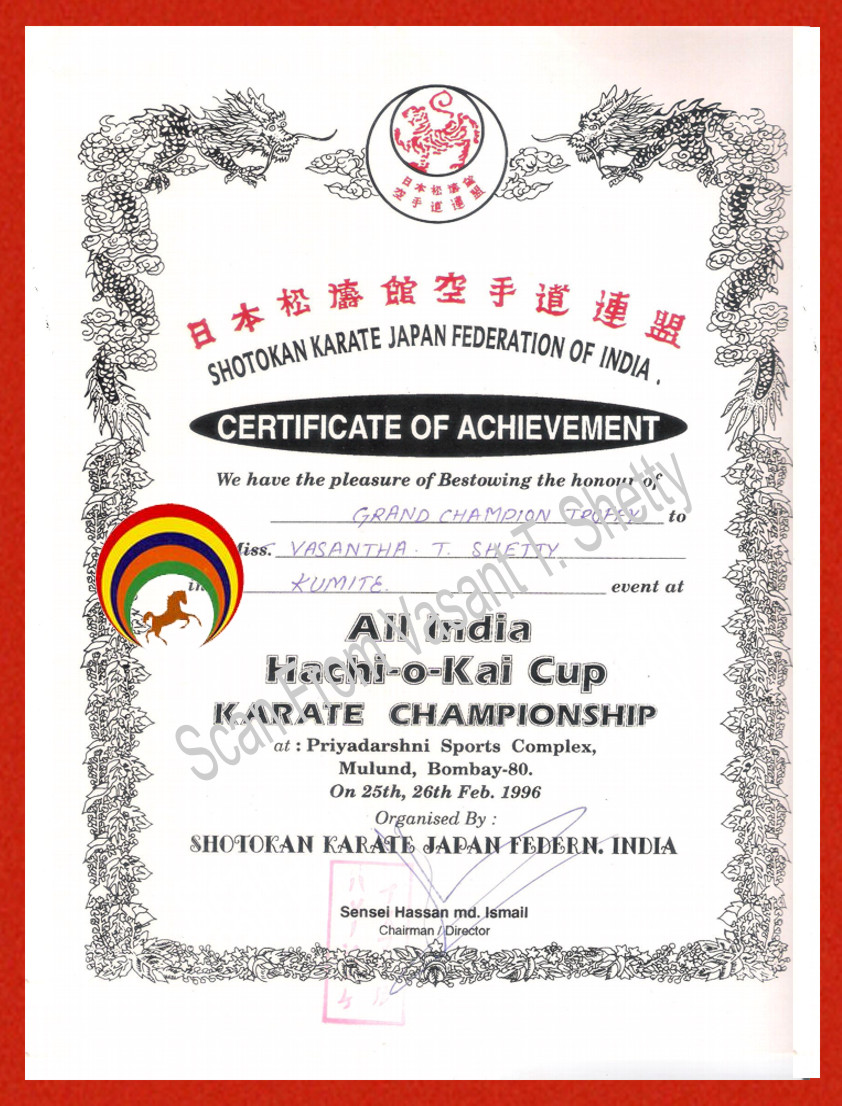 日本松濤館
空手道連盟
日本松濤館空手道連盟
SHOTOKAN KARATE JAPAN FEDERATION OF INDIA .
CERTIFICATE OF ACHIEVEMENT
We have the pleasure of Bestowing the honour of
GRAND CHAMPION TROFFY to
Miss. VASANTHA. T. SHETTY
in KUMITE. event at
All India
Hachi-o-Kai Cup
KARATE CHAMPIONSHIP
at : Priyadarshni Sports Complex,
Mulund, Bombay-80.
On 25th, 26th Feb. 1996
Organised By :
SHOTOKAN KARATE JAPAN FEDERN. INDIA
Sensei Hassan md. Ismail
Chairman / Director
Scan From Vasant T. Shetty